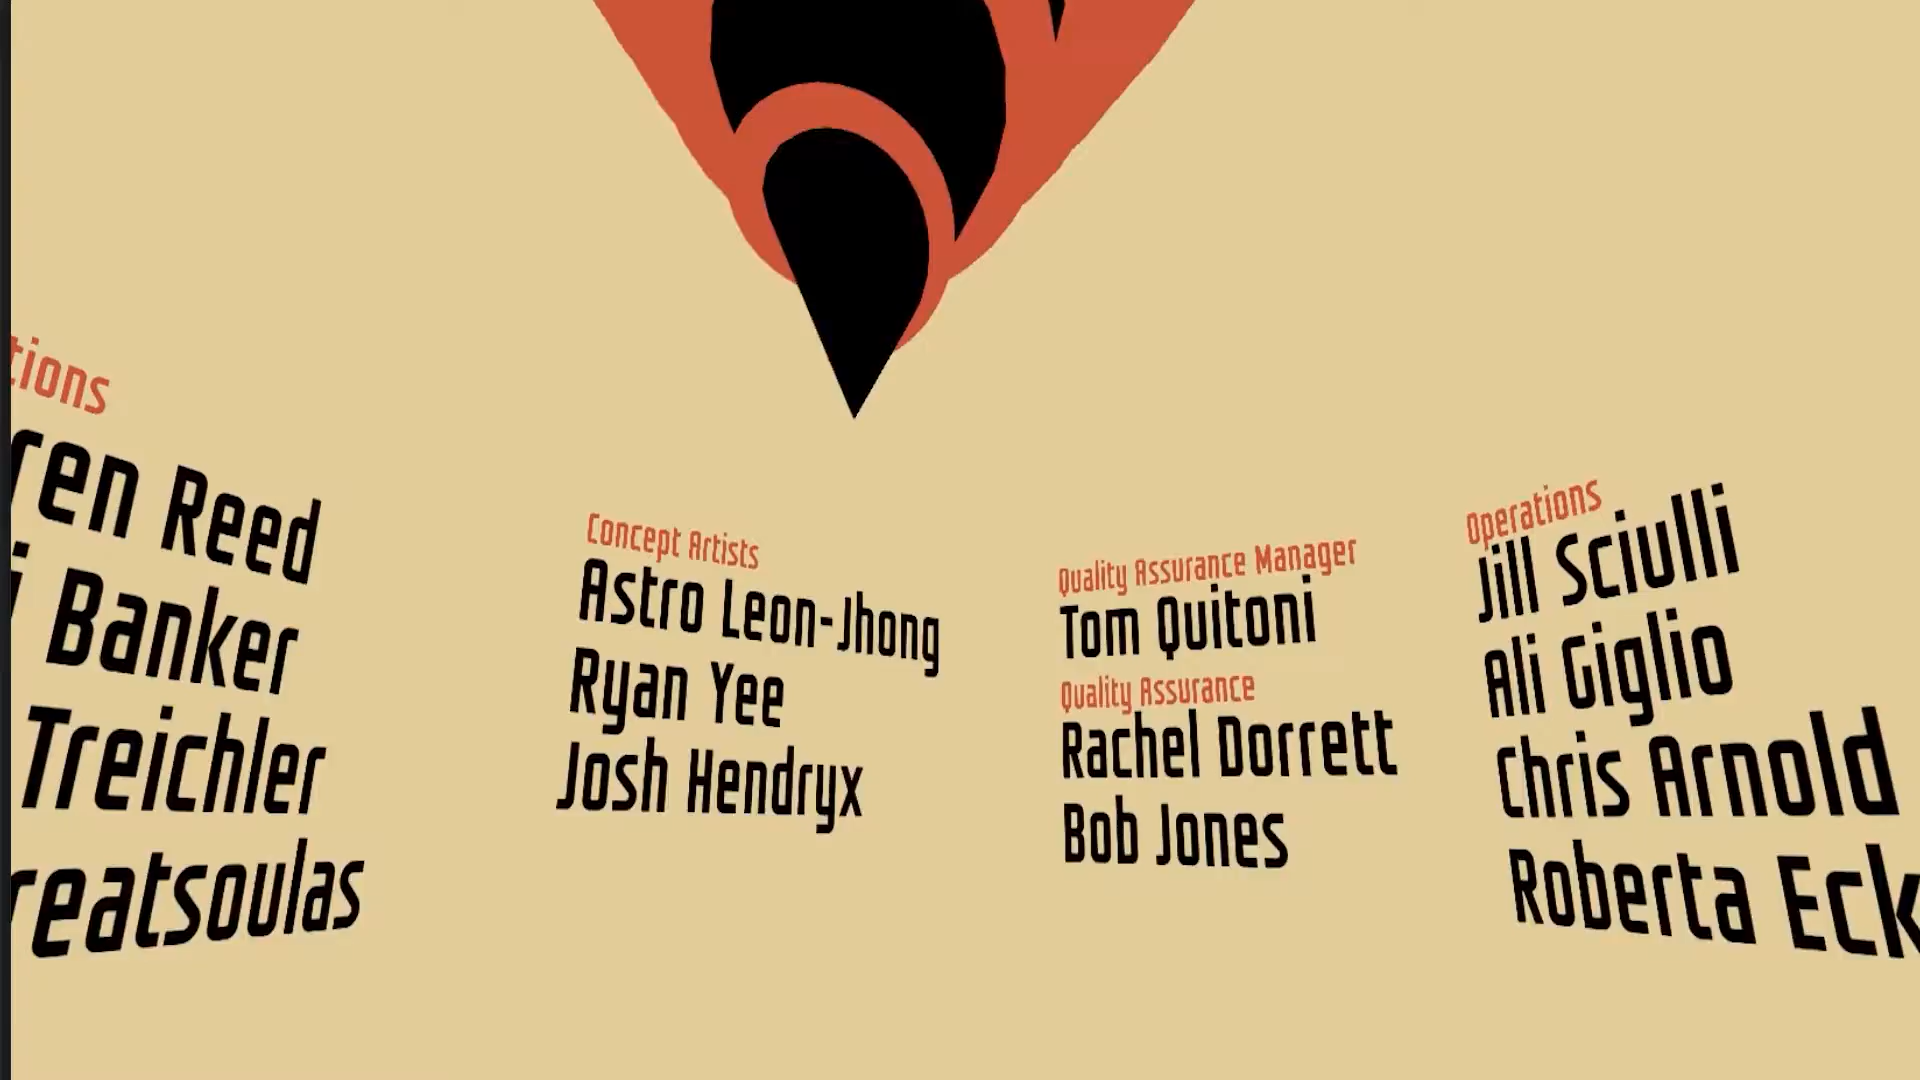 tions
ren Reed
i Banker
Treichler
reatsoulas
Concept Artists
Astro Leon-Jhong
Ryan Yee
Josh Hendryx
Quality Assurance Manager
Tom Quitoni
Quality Assurance
Rachel Dorrett
Bob Jones
Operations
Jill Sciulli
Ali Giglio
Chris Arnold
Roberta Eck